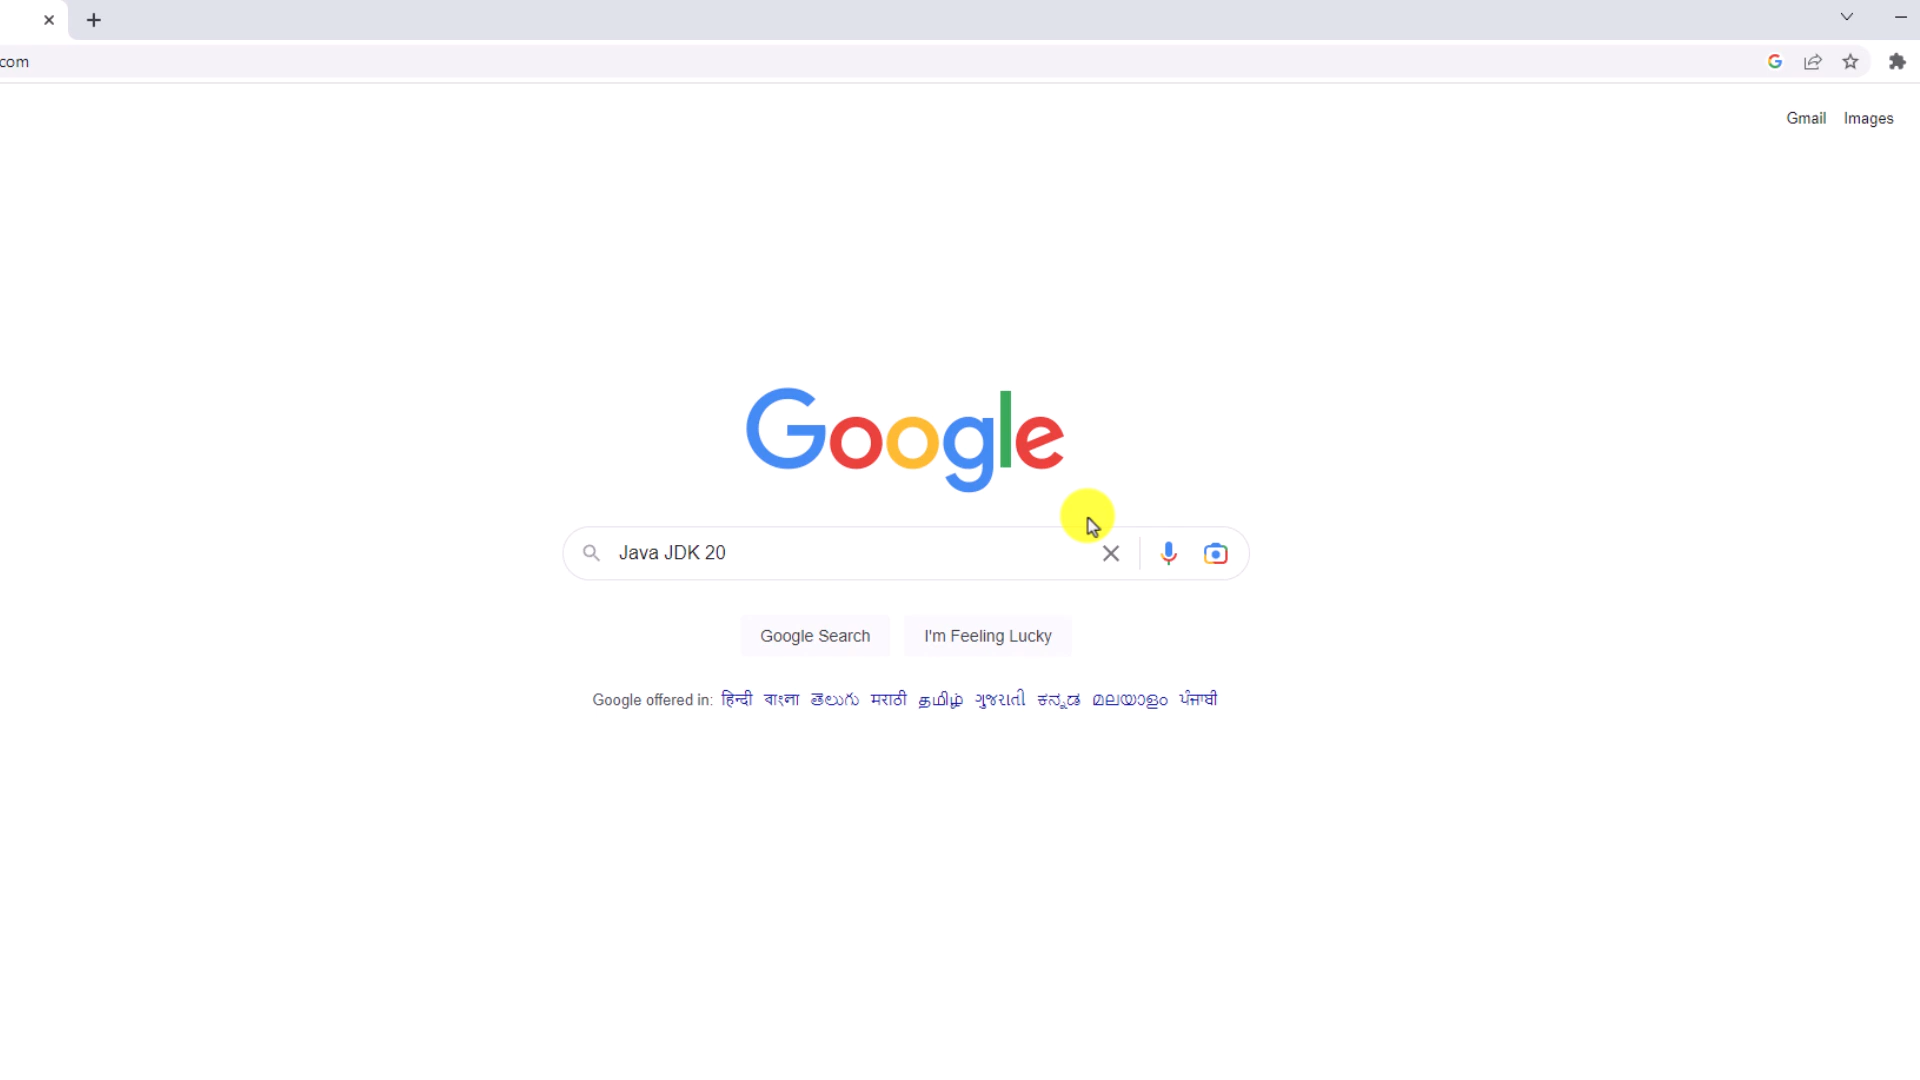 com
Gmail Images
Google
Java JDK 20
Google Search I'm Feeling Lucky
Google offered in: हिन्दी বাংলা తెలుగు मराठी தமிழ் ગુજરાતી ಕನ್ನಡ മലയാളം ਪੰਜਾਬੀ